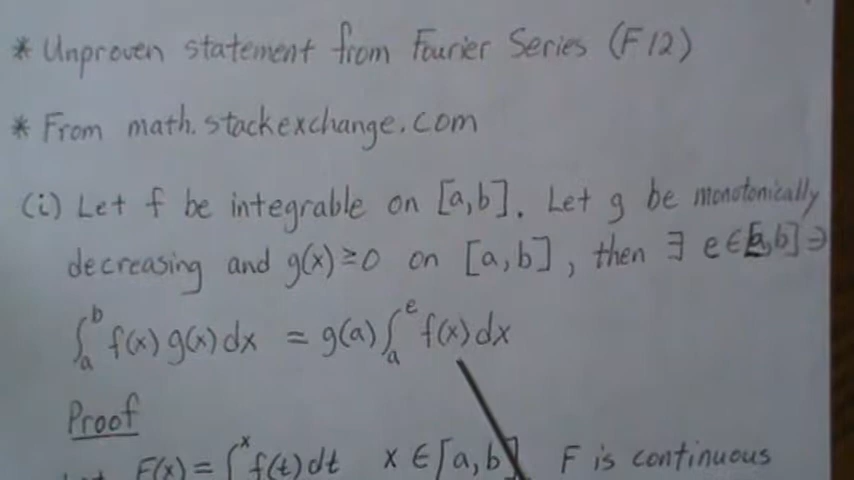 * Unproven statement from Fourier Series (F12)
* From math.stackexchange.com
(i) Let f be integrable on [a,b]. Let g be monotonically
decreasing and g(x) ≥ 0 on [a,b], then ∃ e ∈ [a,b] ∋
∫_a^b f(x) g(x) dx = g(a) ∫_a^e f(x) dx
Proof
F(x) = ∫^x f(t) dt x ∈ [a,b] F is continuous